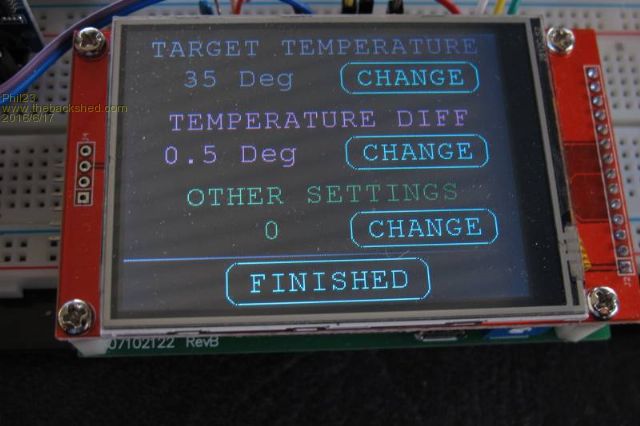 TARGET TEMPERATURE
35 Deg CHANGE
Phil23
www.thebackshed.com
2016/6/17
TEMPERATURE DIFF
0.5 Deg CHANGE
OTHER SETTINGS
0 CHANGE
FINISHED
07102122 RevB